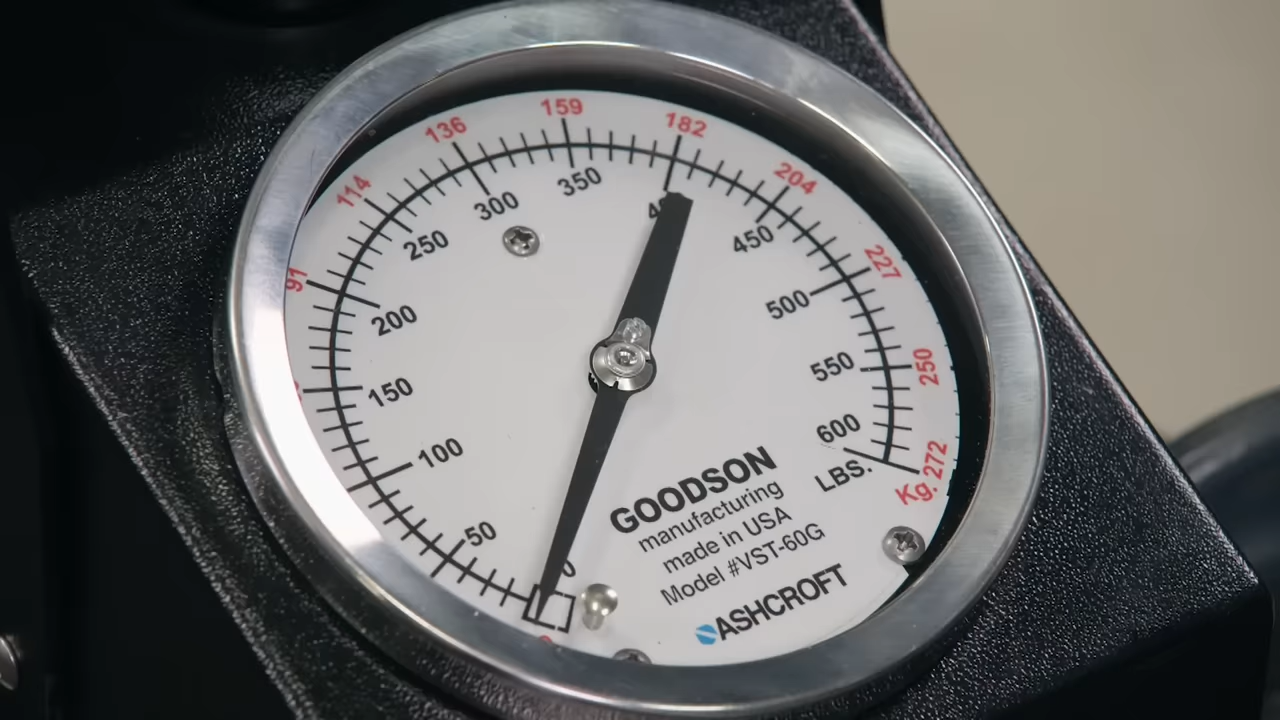 159
136
182
114
204
350
300
250
450
227
91
500
200
550
250
150
600
100
LBS.
Kg. 272
50
0
GOODSON
manufacturing
made in USA
Model #VST-60G
ASHCROFT